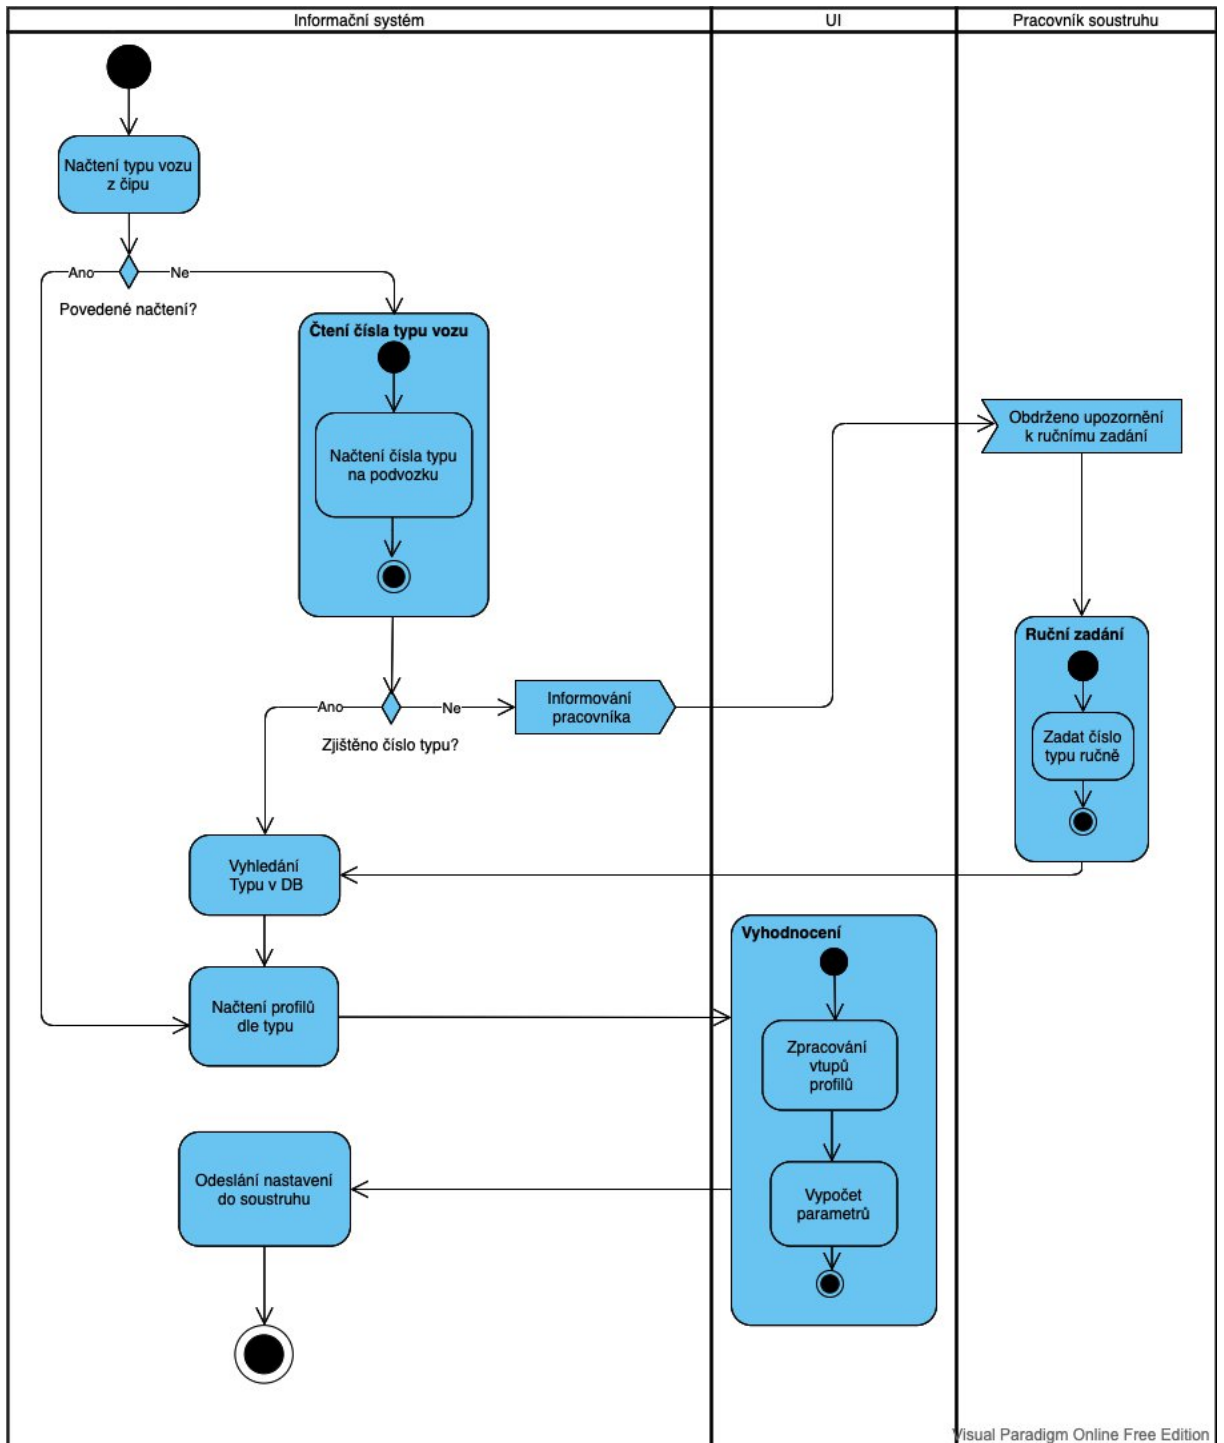 Informační systém
UI
Pracovník soustruhu
Načtení typu vozu
z čipu
Ano
Ne
Povedené načtení?
Čtení čísla typu vozu
Načtení čísla typu
na podvozku
Obdrženo upozornění
k ručnímu zadání
Ruční zadání
Zadat číslo
typu ručně
Ano
Ne
Informování
pracovníka
Zjištěno číslo typu?
Vyhledání
Typu v DB
Načtení profilů
dle typu
Vyhodnocení
Zpracování
vtupů
profilů
Vypočet
parametrů
Odeslání nastavení
do soustruhu
Visual Paradigm Online Free Edition